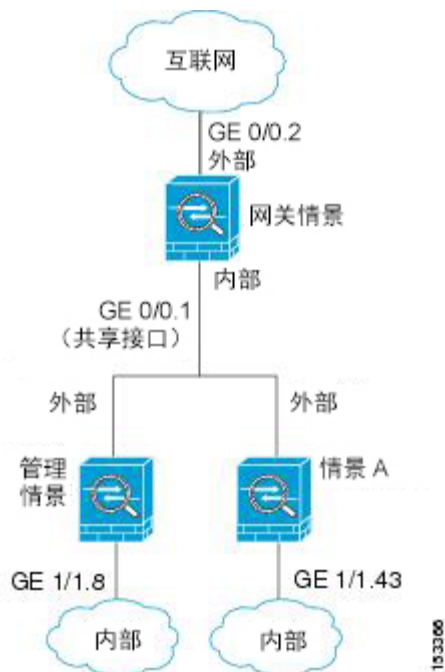 互联网
GE 0/0.2
外部
网关情景
内部
GE 0/0.1
（共享接口）
外部
外部
管理
情景
情景 A
GE 1/1.8
GE 1/1.43
内部
内部
153366